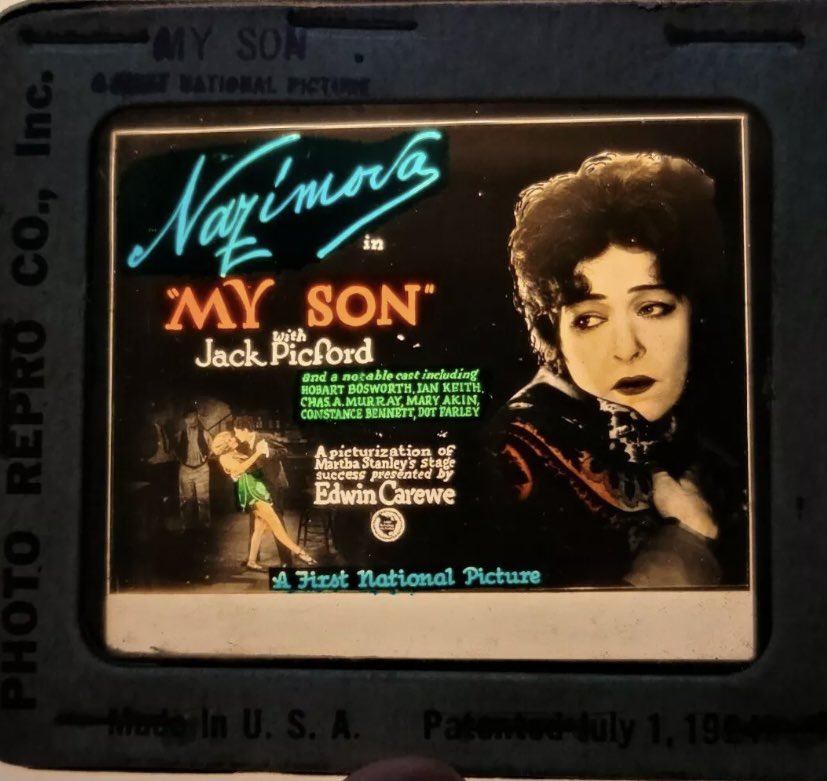 MY SON
A FIRST NATIONAL PICTURE
PHOTO REPRO CO., Inc.
Nazimova
in
"MY SON"
with
Jack Picford
and a notable cast including
HOBART BOSWORTH, IAN KEITH,
CHAS. A. MURRAY, MARY AKIN,
CONSTANCE BENNETT, DOT FARLEY
A picturization of
Martha Stanley's stage
success presented by
Edwin Carewe
A First National Picture
Made In U. S. A.
Patented July 1,